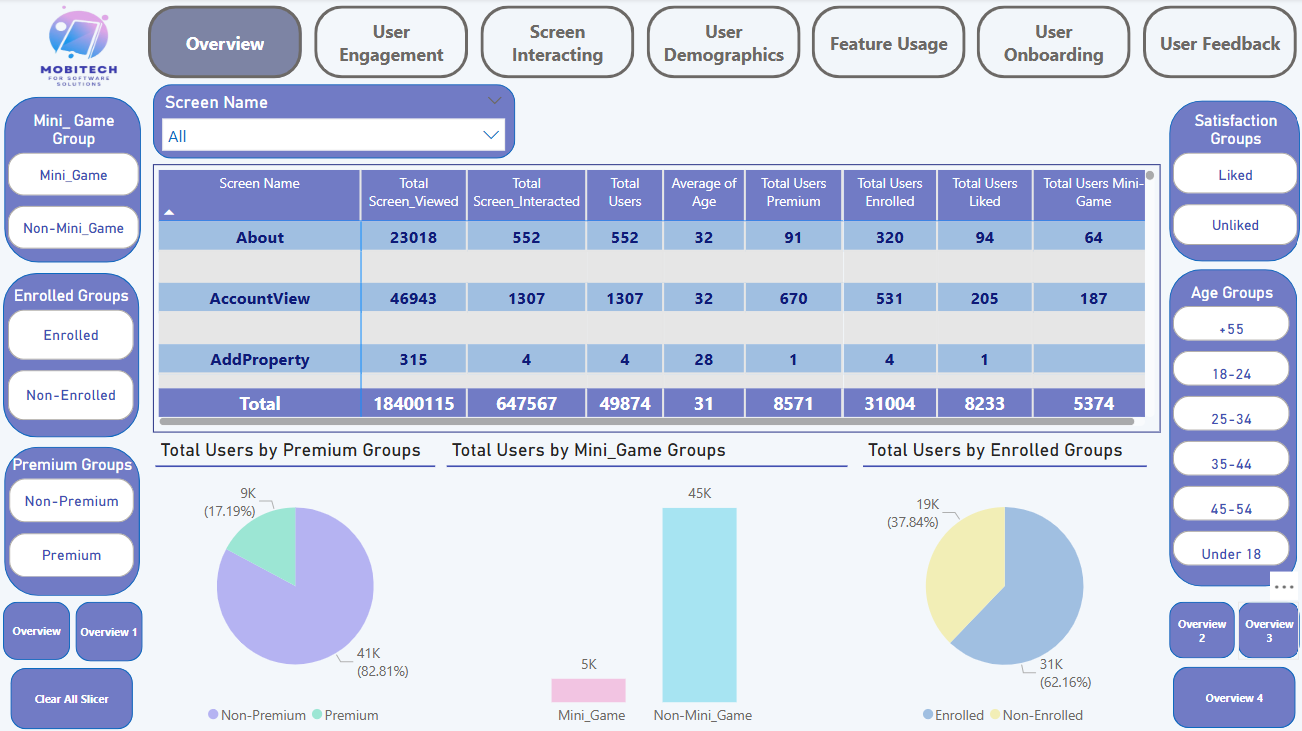 MOBITECH
FOR SOFTWARE
SOLUTIONS
Overview
User
Engagement
Screen
Interacting
User
Demographics
Feature Usage
User
Onboarding
User Feedback
Mini_ Game
Group
Mini_Game
Non-Mini_Game
Enrolled Groups
Enrolled
Non-Enrolled
Premium Groups
Non-Premium
Premium
Overview
Overview 1
Clear All Slicer
Screen Name
All
Screen Name Total Screen_Viewed Total Screen_Interacted Total Users Average of Age Total Users Premium Total Users Enrolled Total Users Liked Total Users Mini-Game
About 23018 552 552 32 91 320 94 64
AccountView 46943 1307 1307 32 670 531 205 187
AddProperty 315 4 4 28 1 4 1
Total 18400115 647567 49874 31 8571 31004 8233 5374
Total Users by Premium Groups
9K
(17.19%)
41K
(82.81%)
Non-Premium Premium
Total Users by Mini_Game Groups
45K
5K
Mini_Game Non-Mini_Game
Total Users by Enrolled Groups
19K
(37.84%)
31K
(62.16%)
Enrolled Non-Enrolled
Satisfaction
Groups
Liked
Unliked
Age Groups
+55
18-24
25-34
35-44
45-54
Under 18
Overview
2
Overview
3
Overview 4